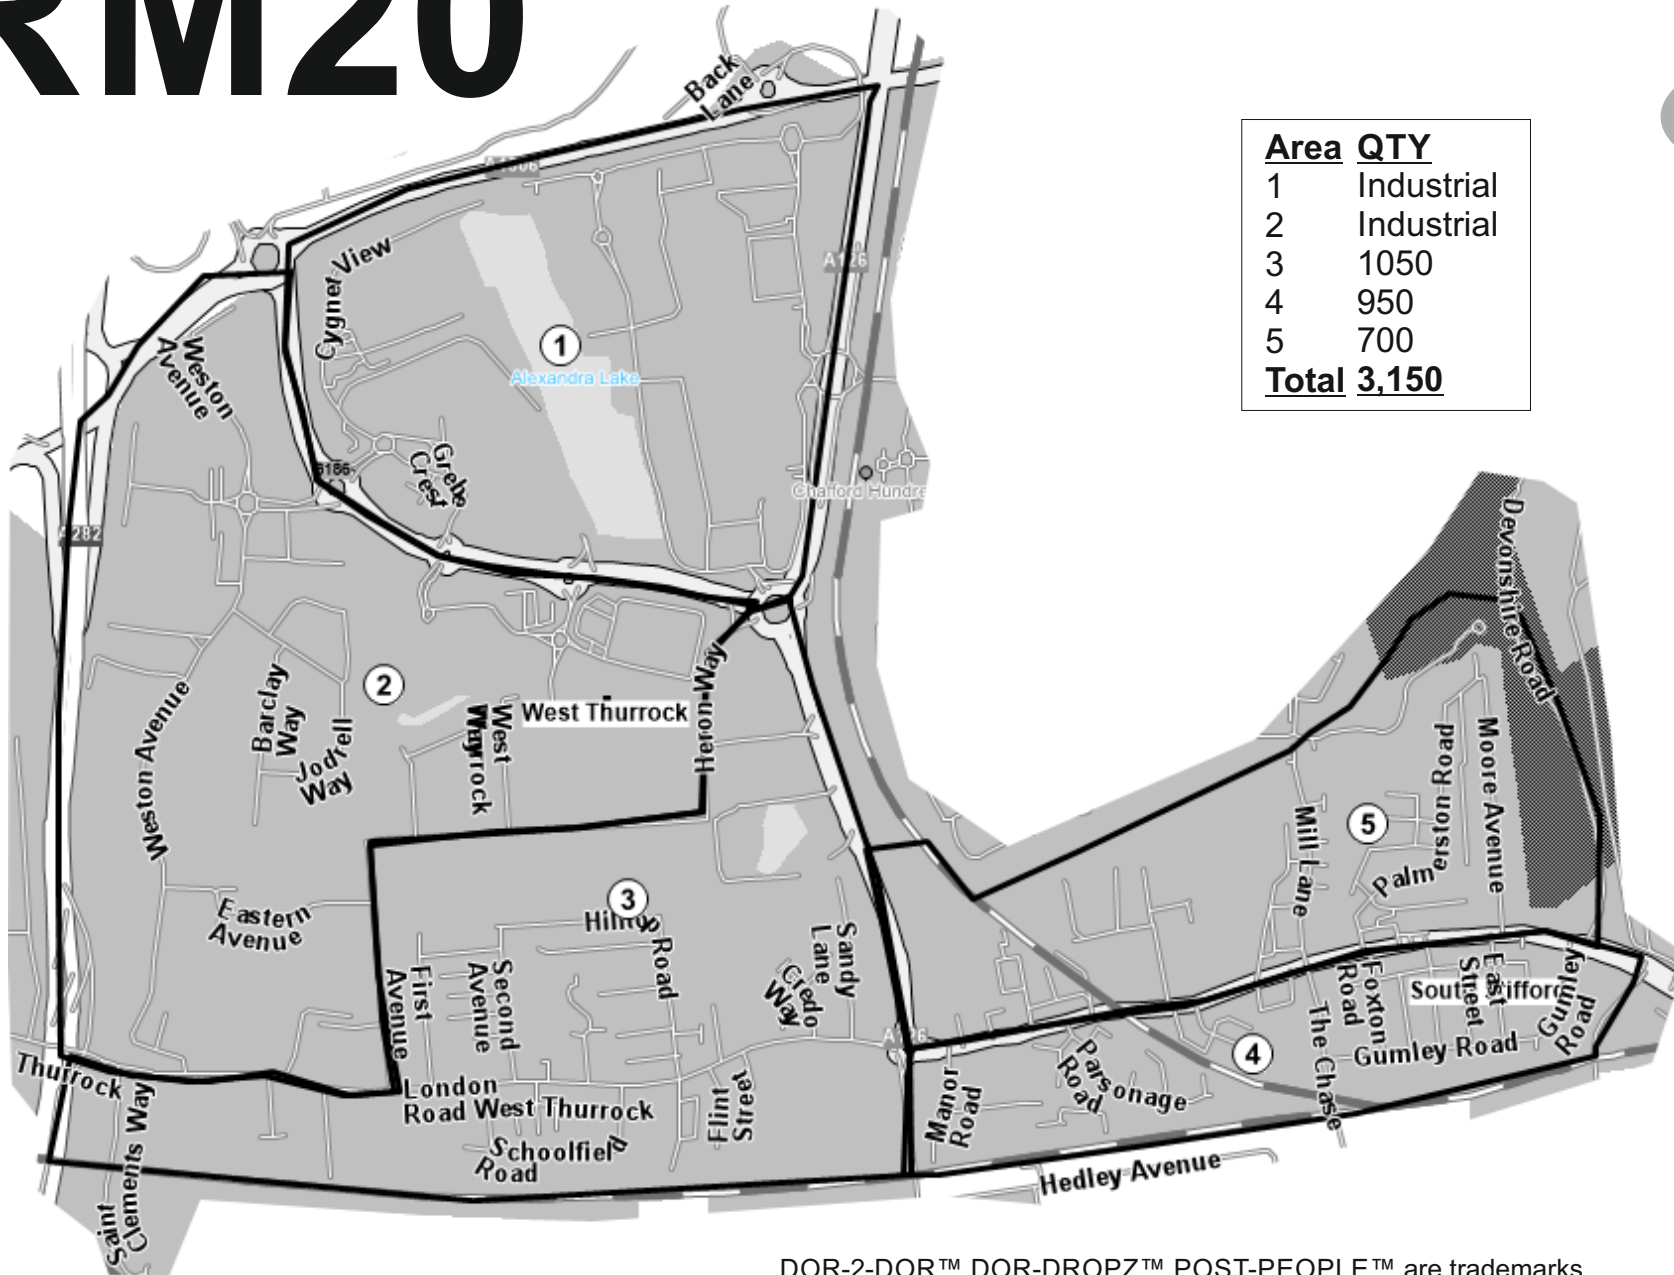 RM20
Back
Lane
Area QTY
1 Industrial
2 Industrial
3 1050
4 950
5 700
Total 3,150
A1306
Cygnet View
A126
Weston
Avenue
1
Alexandra Lake
B186
Grebe
Crest
Chafford Hundre
A282
Devonshire Road
2
West Thurrock
Heron Way
Barclay
Way
Jodrell
Way
West
Weston Avenue
Mill Lane
5
Moore Avenue
Palmerston Road
Eastern
Avenue
3
Hilltop Road
Sandy
Lane
Credo
Way
First
Avenue
Second
Avenue
Foxton
Road
East
Street
Gumley
Road
The Chase
4
Gumley Road
Thurrock
London
Road West Thurrock
Parsonage
Road
Manor
Road
Flint
Street
Schoolfield
Road
Saint
Clements Way
Hedley Avenue
DOR-2-DOR™ DOR-DROPZ™ POST-PEOPLE™ are trademarks